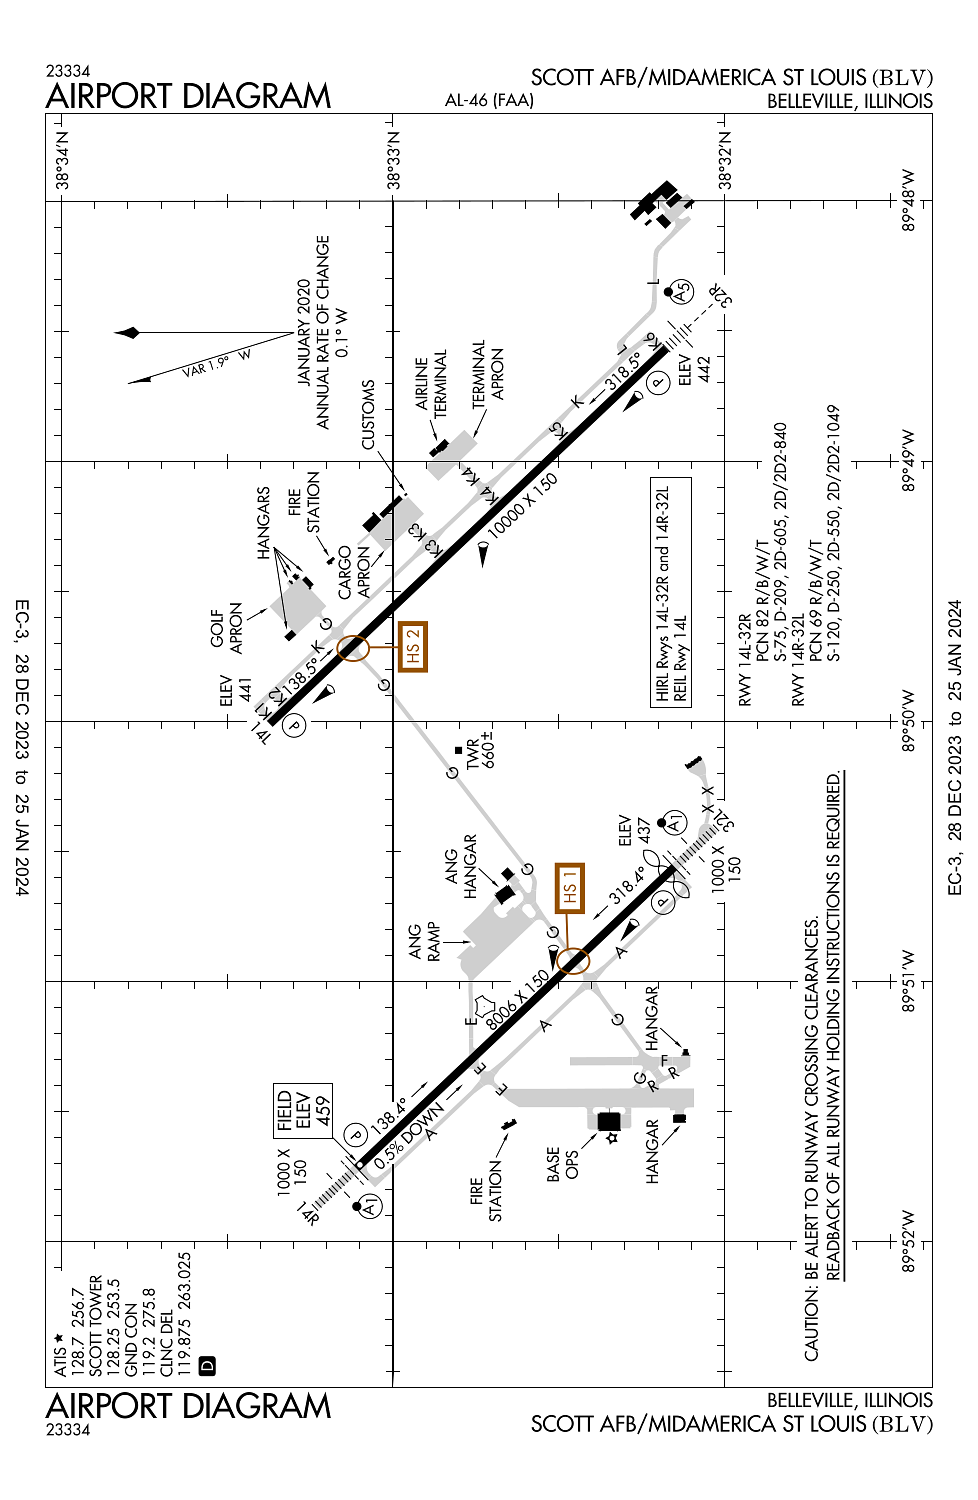 23334
AIRPORT DIAGRAM
AL-46 (FAA)
SCOTT AFB/MIDAMERICA ST LOUIS (BLV)
BELLEVILLE, ILLINOIS
38°34'N
38°33'N
38°32'N
89°48'W
89°49'W
89°50'W
89°51'W
89°52'W
JANUARY 2020
ANNUAL RATE OF CHANGE
0.1° W
VAR 1.9° W
ATIS ★
128.7 256.7
SCOTT TOWER
128.25 253.5
GND CON
119.2 275.8
CLNC DEL
119.875 263.025
D
GOLF
APRON
HANGARS
FIRE
STATION
CARGO
APRON
CUSTOMS
AIRLINE
TERMINAL
TERMINAL
APRON
ELEV
441
14L
K1
K2
138.5°
K
G
P
HS 2
G
K3
K3
K4
K4
10000 X 150
K5
K
318.5°
L
K6
L
A5
32R
ELEV
442
P
TWR
660±
G
ANG
HANGAR
ANG
RAMP
G
G
HS 1
318.4°
ELEV
437
A1
32L
1000 X
150
X
X
P
A
8006 X 150
E
A
G
E
E
FIELD
ELEV
459
P
138.4°
0.5% DOWN
A
1000 X
150
14R
A1
FIRE
STATION
BASE
OPS
HANGAR
HANGAR
G
F
R
R
HIRL Rwys 14L-32R and 14R-32L
REIL Rwy 14L
RWY 14L-32R
PCN 82 R/B/W/T
S-75, D-209, 2D-605, 2D/2D2-840
RWY 14R-32L
PCN 69 R/B/W/T
S-120, D-250, 2D-550, 2D/2D2-1049
CAUTION: BE ALERT TO RUNWAY CROSSING CLEARANCES.
READBACK OF ALL RUNWAY HOLDING INSTRUCTIONS IS REQUIRED.
EC-3, 28 DEC 2023 to 25 JAN 2024
EC-3, 28 DEC 2023 to 25 JAN 2024
AIRPORT DIAGRAM
23334
BELLEVILLE, ILLINOIS
SCOTT AFB/MIDAMERICA ST LOUIS (BLV)